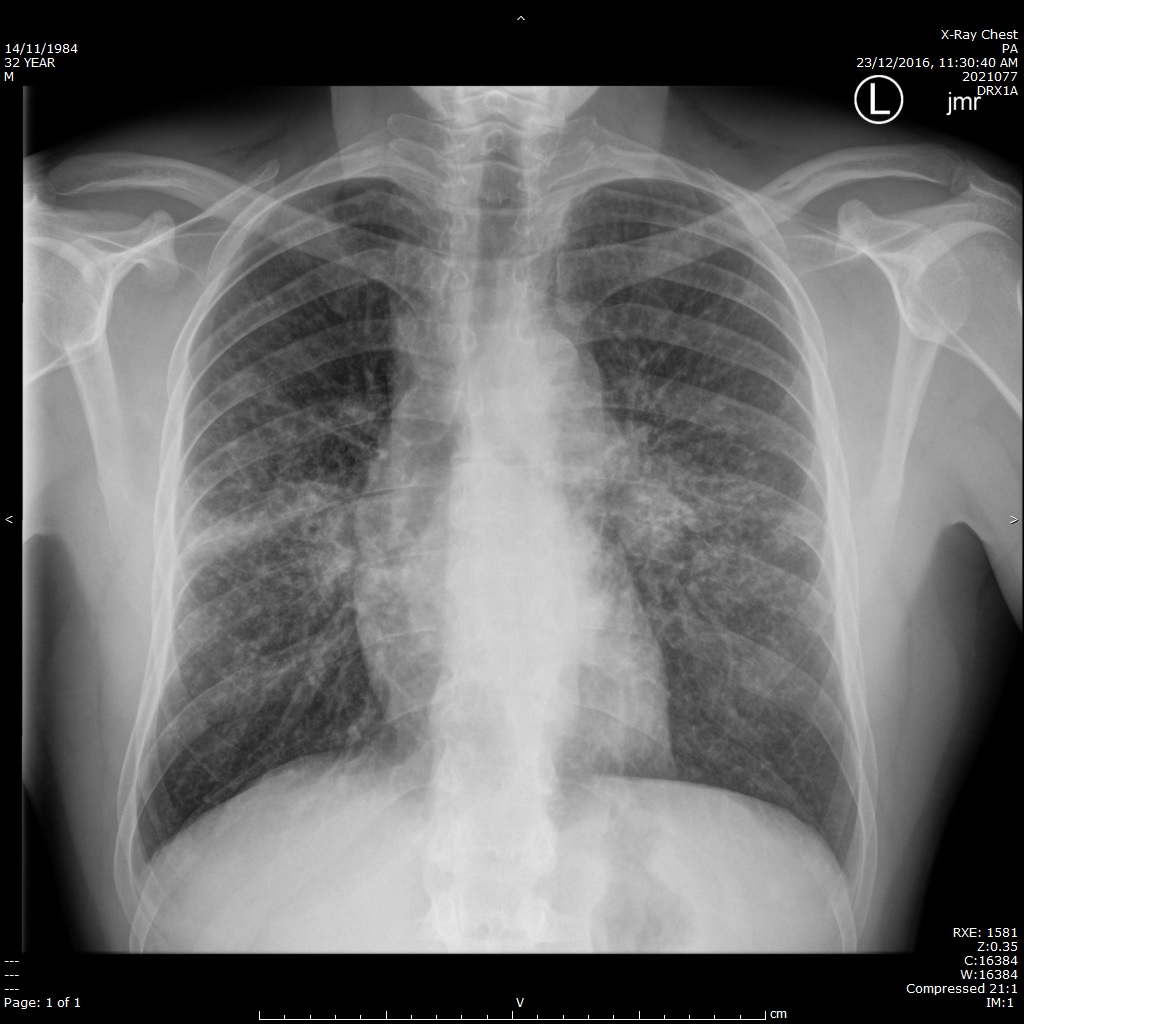 ^
X-Ray Chest
14/11/1984
PA
32 YEAR
23/12/2016, 11:30:40 AM
M
2021077
DRX1A
L
jmr
<
>
RXE: 1581
Z:0.35
---
C:16384
---
W:16384
---
Compressed 21:1
Page: 1 of 1
V
IM:1
cm